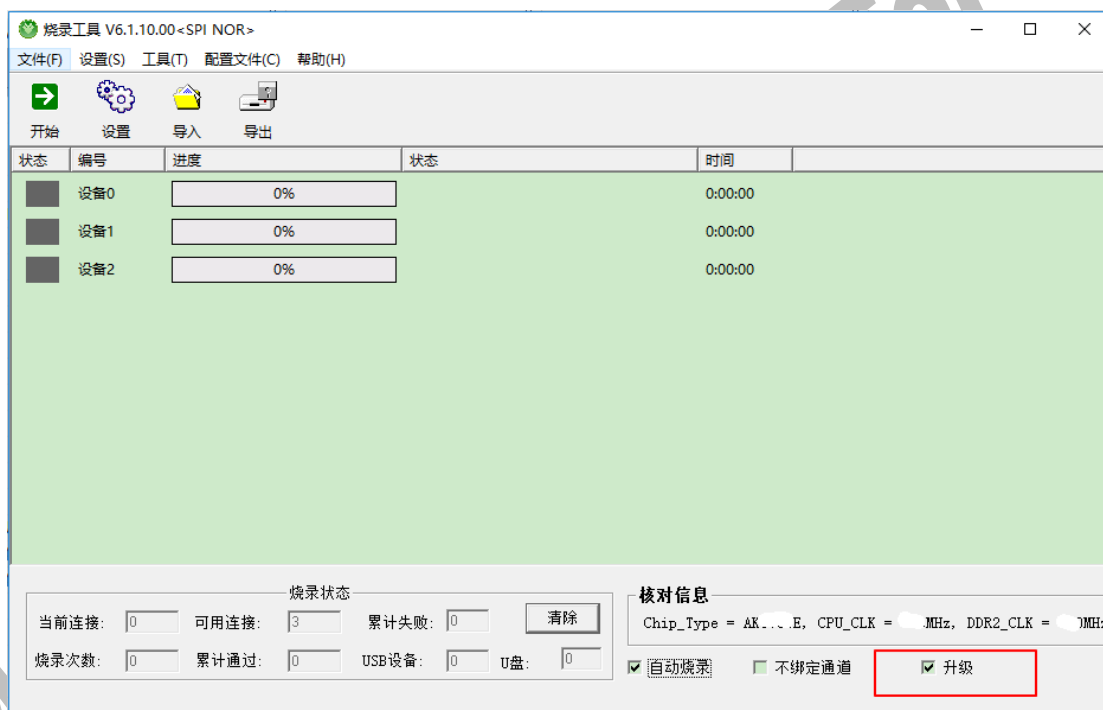 烧录工具 V6.1.10.00<SPI NOR>
文件(F) 设置(S) 工具(T) 配置文件(C) 帮助(H)
开始 设置 导入 导出
状态 编号 进度 状态 时间
设备0 0% 0:00:00
设备1 0% 0:00:00
设备2 0% 0:00:00
烧录状态
当前连接: 0 可用连接: 3 累计失败: 0 清除
烧录次数: 0 累计通过: 0 USB设备: 0 U盘: 0
核对信息
Chip_Type = AK E, CPU_CLK = MHz, DDR2_CLK = MHz
自动烧录 不绑定通道 升级